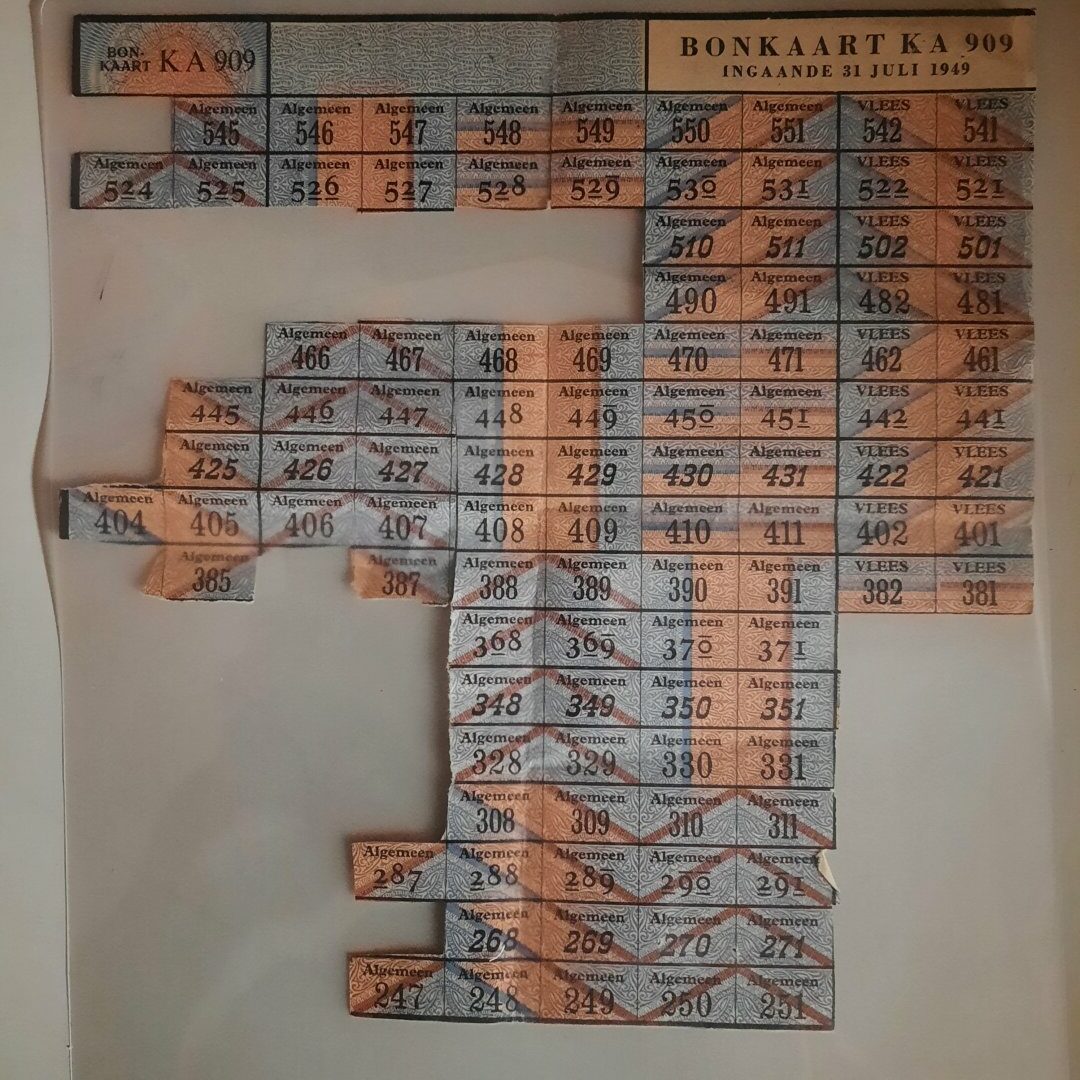 BON-
KAART KA 909
BONKAART KA 909
INGAANDE 31 JULI 1949
Algemeen Algemeen Algemeen Algemeen Algemeen Algemeen Algemeen VLEES VLEES
545 546 547 548 549 550 551 542 541
Algemeen Algemeen Algemeen Algemeen Algemeen Algemeen Algemeen Algemeen VLEES VLEES
524 525 526 527 528 529 530 531 522 521
Algemeen Algemeen VLEES VLEES
510 511 502 501
Algemeen Algemeen VLEES VLEES
490 491 482 481
Algemeen Algemeen Algemeen Algemeen Algemeen Algemeen VLEES VLEES
466 467 468 469 470 471 462 461
Algemeen Algemeen Algemeen Algemeen Algemeen Algemeen Algemeen VLEES VLEES
445 446 447 448 449 450 451 442 441
Algemeen Algemeen Algemeen Algemeen Algemeen Algemeen Algemeen VLEES VLEES
425 426 427 428 429 430 431 422 421
Algemeen Algemeen Algemeen Algemeen Algemeen Algemeen Algemeen Algemeen VLEES VLEES
404 405 406 407 408 409 410 411 402 401
Algemeen Algemeen Algemeen Algemeen Algemeen Algemeen VLEES VLEES
385 387 388 389 390 391 382 381
Algemeen Algemeen Algemeen Algemeen
368 369 370 371
Algemeen Algemeen Algemeen Algemeen
348 349 350 351
Algemeen Algemeen Algemeen Algemeen
328 329 330 331
Algemeen Algemeen Algemeen Algemeen
308 309 310 311
Algemeen Algemeen Algemeen Algemeen Algemeen
287 288 289 290 291
Algemeen Algemeen Algemeen Algemeen
268 269 270 271
Algemeen Algemeen Algemeen Algemeen Algemeen
247 248 249 250 251